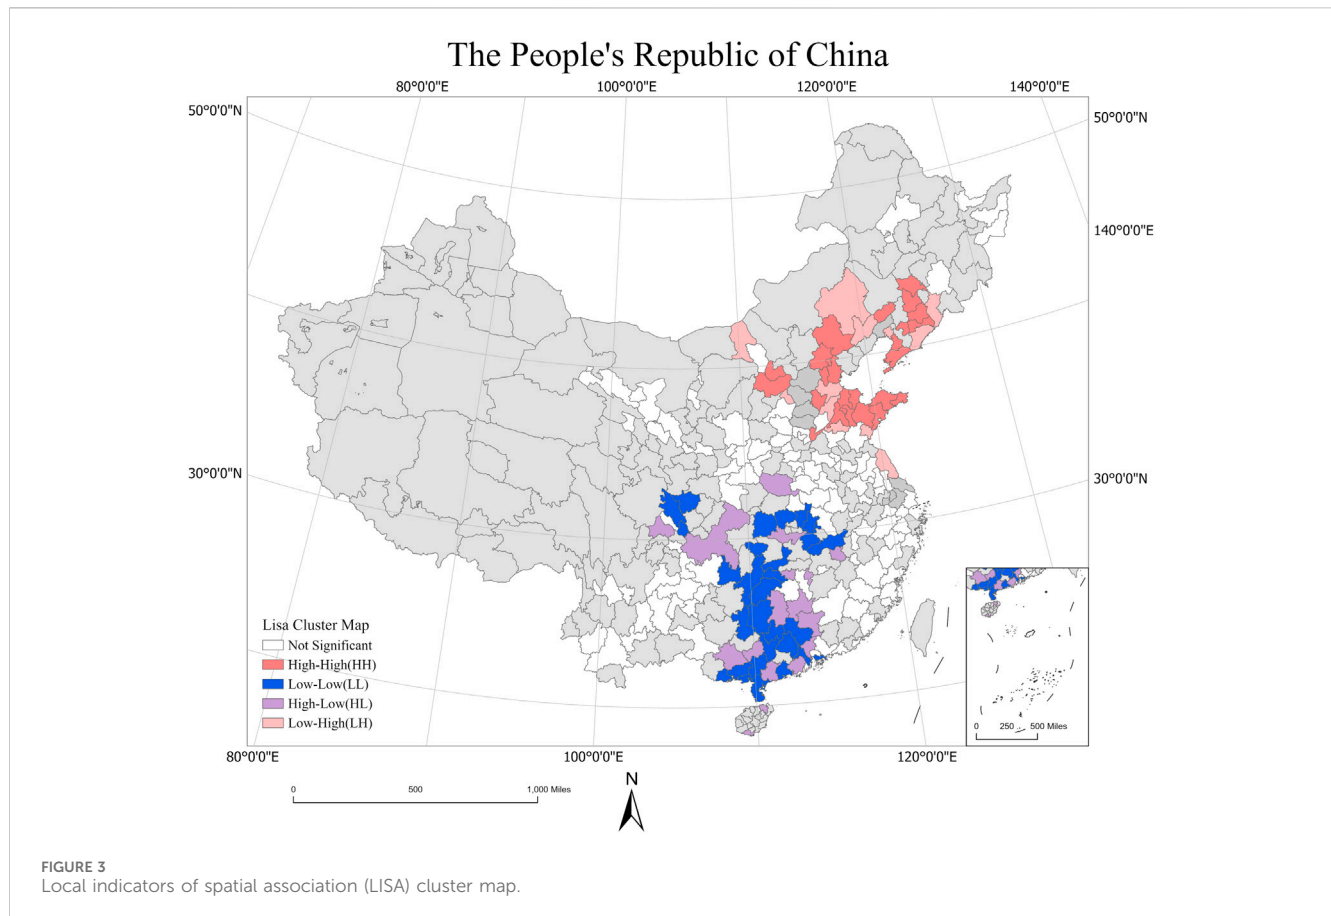 The People's Republic of China
80°0'0"E 100°0'0"E 120°0'0"E 140°0'0"E
50°0'0"N 50°0'0"N
140°0'0"E
30°0'0"N 30°0'0"N
Lisa Cluster Map
Not Significant
High-High(HH)
Low-Low(LL)
High-Low(HL)
Low-High(LH)
0 250 500 Miles
80°0'0"E 100°0'0"E 120°0'0"E
0 500 1,000 Miles
N
FIGURE 3
Local indicators of spatial association (LISA) cluster map.